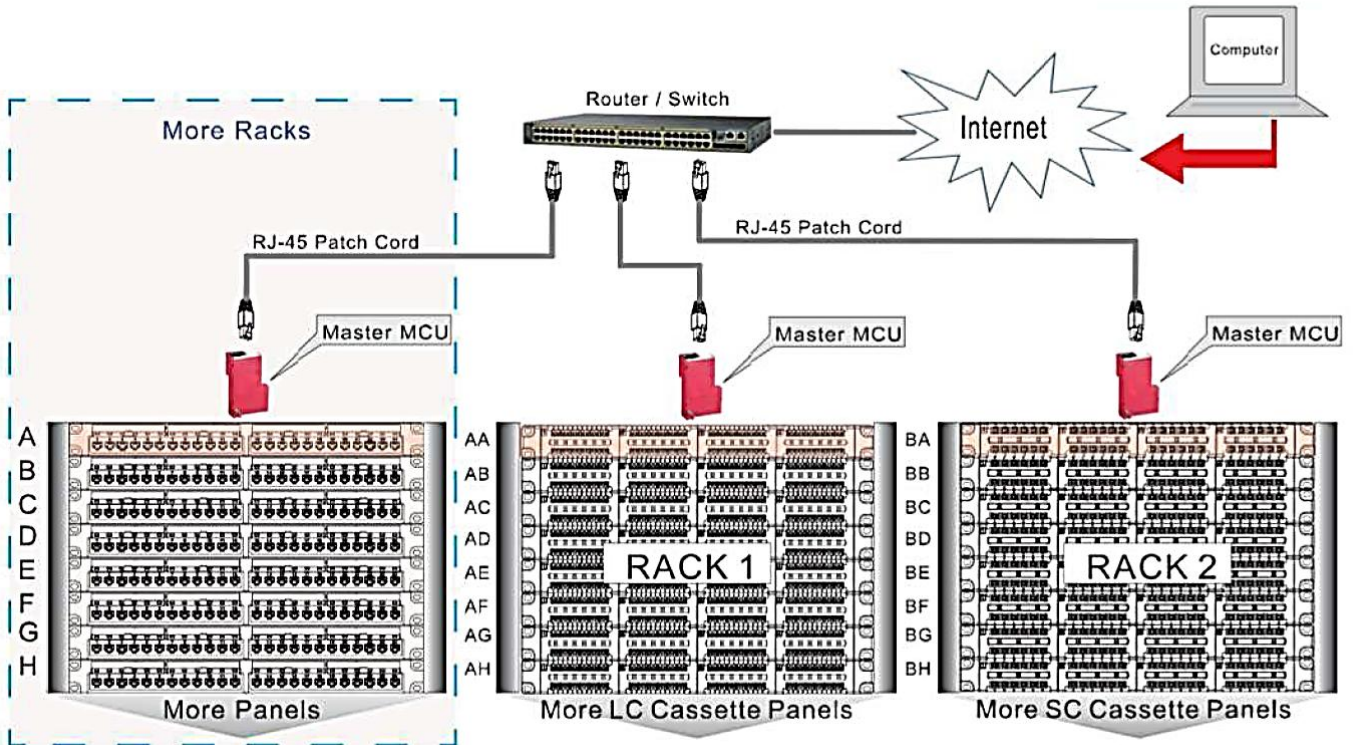 Computer
Router / Switch
Internet
More Racks
RJ-45 Patch Cord
RJ-45 Patch Cord
Master MCU
Master MCU
Master MCU
A
B
C
D
E
F
G
H
AA
AB
AC
AD
AE
AF
AG
AH
RACK 1
BA
BB
BC
BD
BE
BF
BG
BH
RACK 2
More Panels
More LC Cassette Panels
More SC Cassette Panels